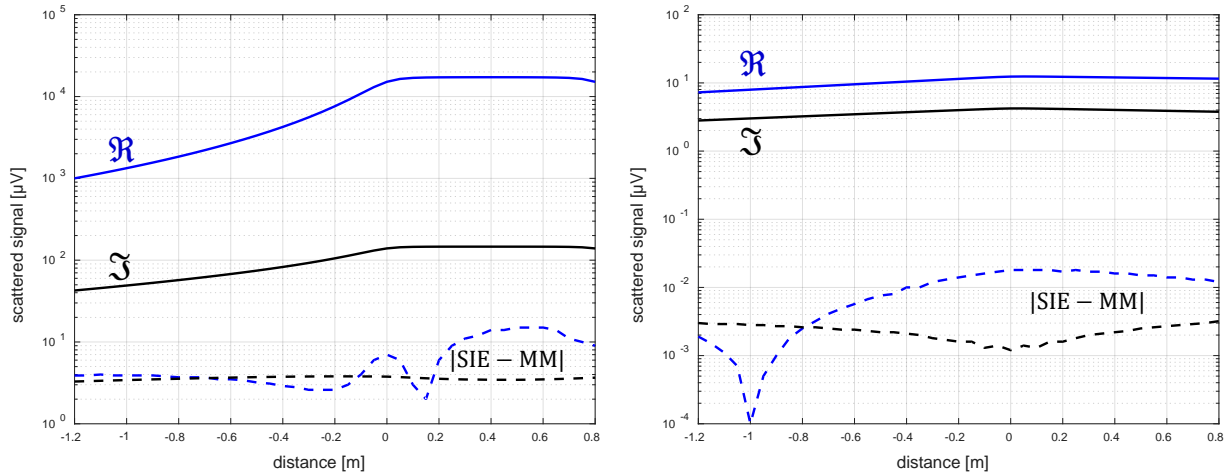 10^5
10^4
10^3
10^2
10^1
10^0
scattered signal [µV]
ℜ
ℑ
|SIE − MM|
-1.2 -1 -0.8 -0.6 -0.4 -0.2 0 0.2 0.4 0.6 0.8
distance [m]
10^2
10^1
10^0
10^-1
10^-2
10^-3
10^-4
scattered signal [µV]
ℜ
ℑ
|SIE − MM|
-1.2 -1 -0.8 -0.6 -0.4 -0.2 0 0.2 0.4 0.6 0.8
distance [m]